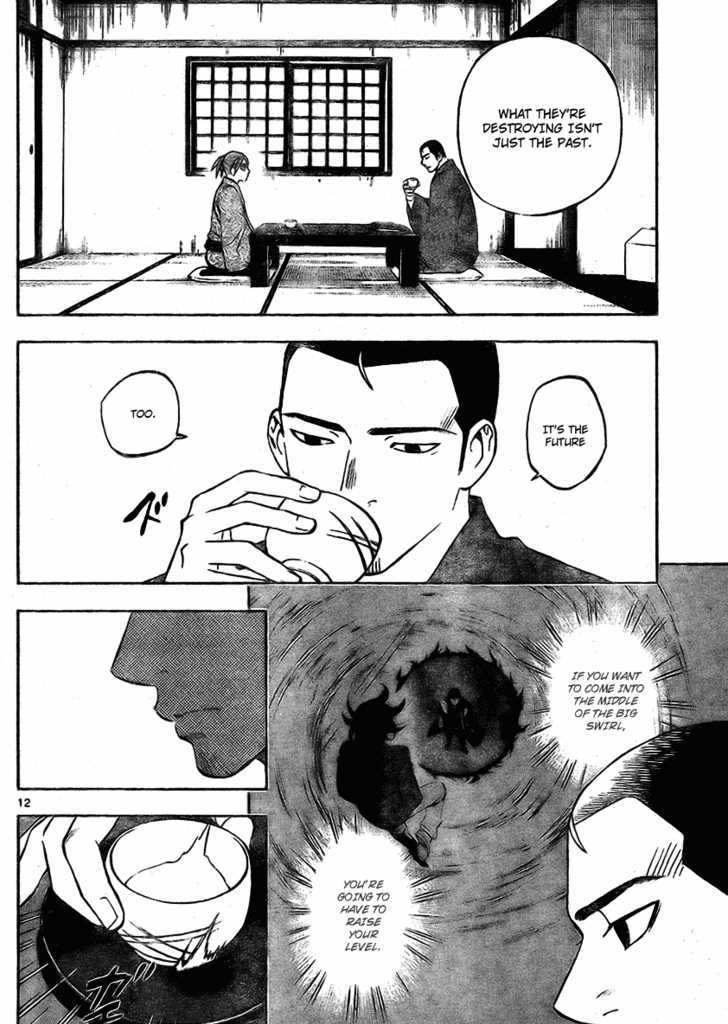 WHAT THEY'RE
DESTROYING ISN'T
JUST THE PAST.
IT'S THE
FUTURE
TOO.
ズ
IF YOU WANT
TO COME INTO
THE MIDDLE
OF THE BIG
SWIRL,
12
YOU'RE
GOING TO
HAVE TO
RAISE
YOUR
LEVEL.